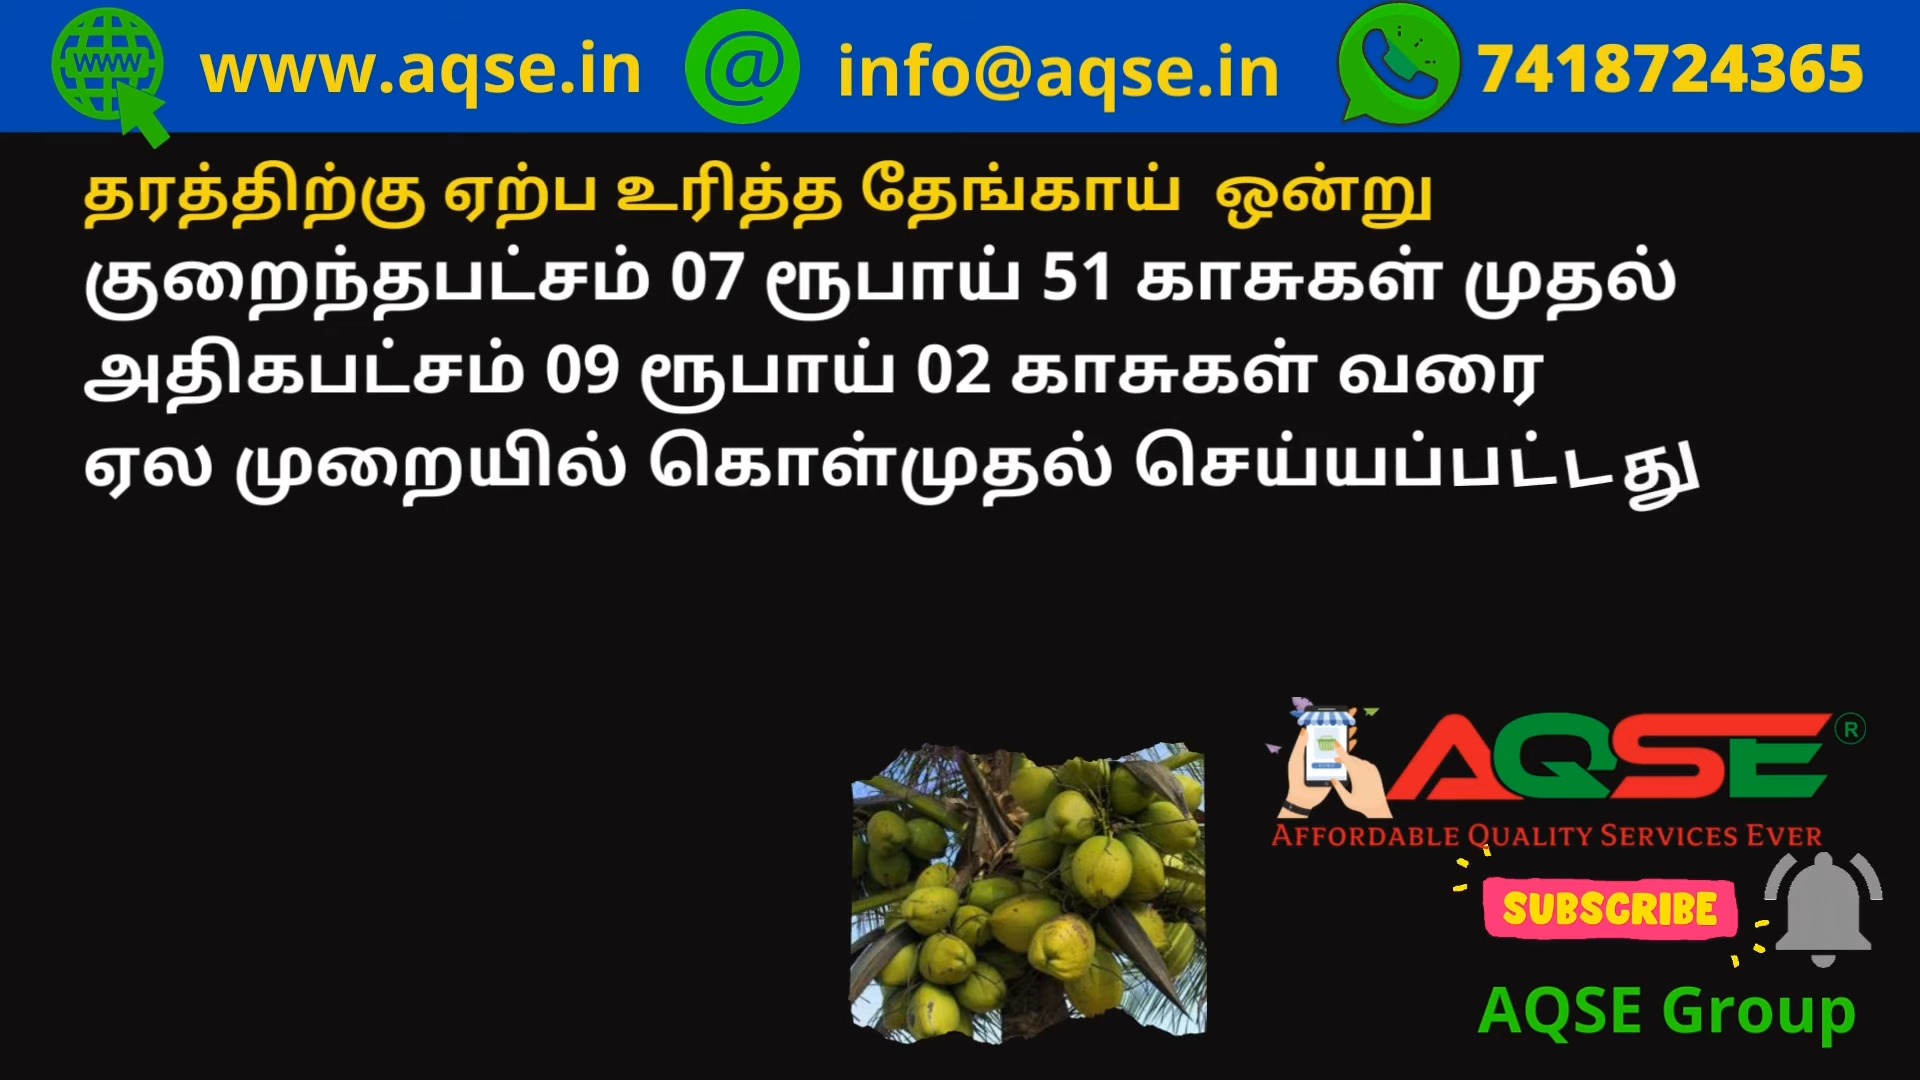 www.aqse.in
info@aqse.in
7418724365
தரத்திற்கு ஏற்ப உரித்த தேங்காய் ஒன்று
குறைந்தபட்சம் 07 ரூபாய் 51 காசுகள் முதல்
அதிகபட்சம் 09 ரூபாய் 02 காசுகள் வரை
ஏல முறையில் கொள்முதல் செய்யப்பட்டது
AQSE®
AFFORDABLE QUALITY SERVICES EVER
SUBSCRIBE
AQSE Group